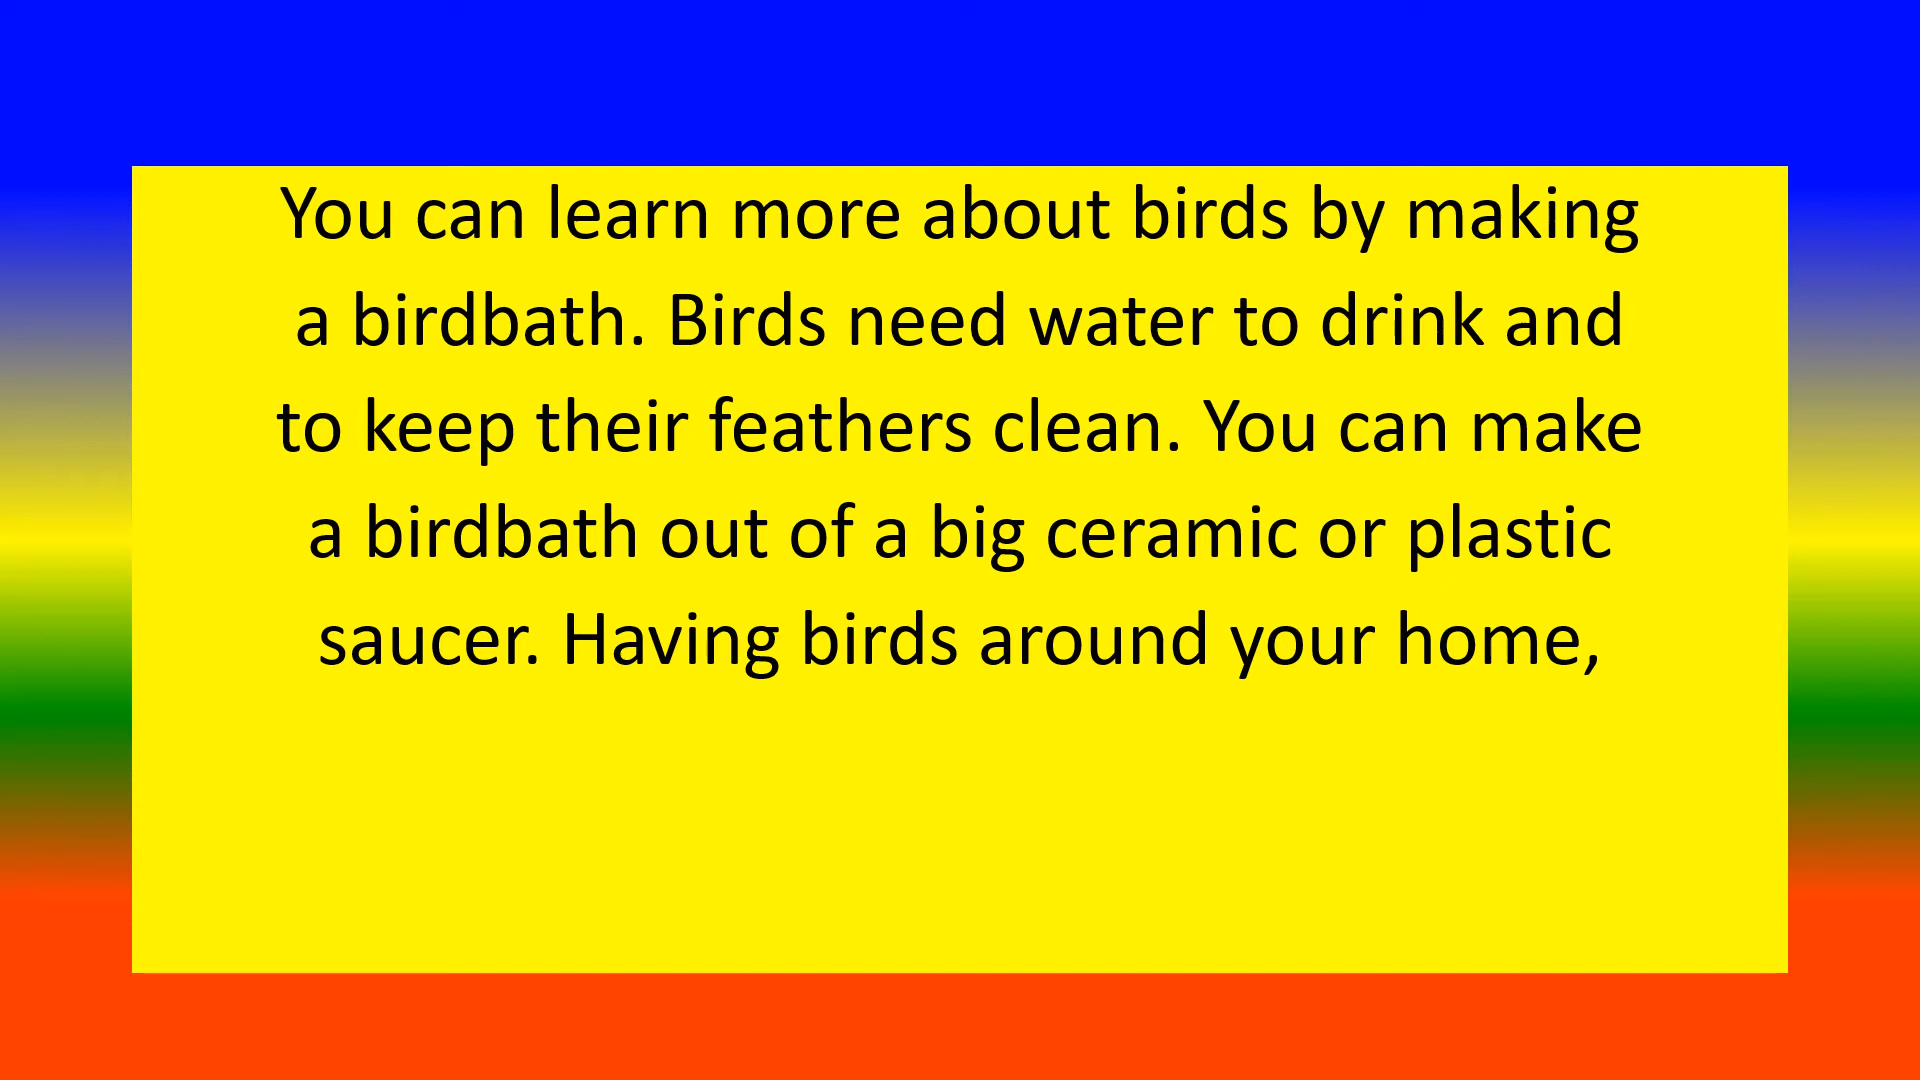 You can learn more about birds by making
a birdbath. Birds need water to drink and
to keep their feathers clean. You can make
a birdbath out of a big ceramic or plastic
saucer. Having birds around your home,